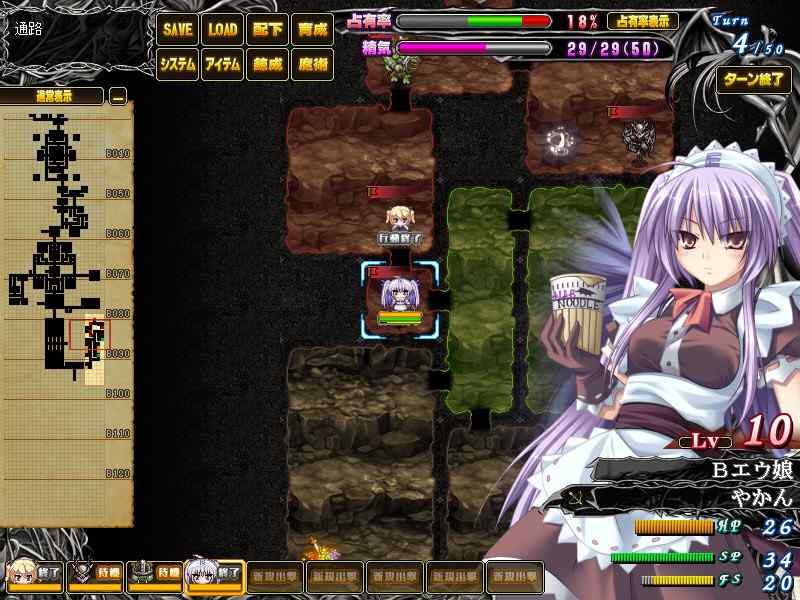 通路
SAVE
LOAD
配下
育成
システム
アイテム
錬成
魔術
占有率
18%
占有率表示
精気
29/29(50)
Turn
4/50
ターン終了
通常表示
B040
B050
B060
B070
B080
B090
B100
B110
B120
行動終了
NOODLE
Lv 10
Bエウ娘
やかん
HP 26
SP 34
FS 20
終了
待機
待機
終了
新規出撃
新規出撃
新規出撃
新規出撃
新規出撃